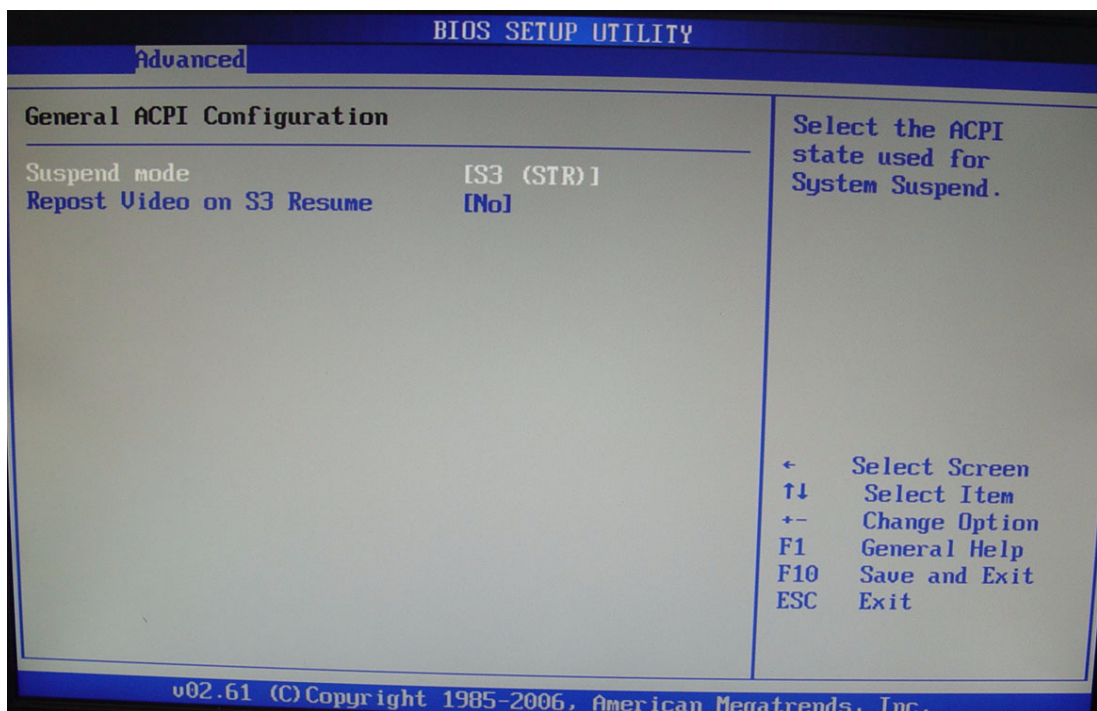 BIOS SETUP UTILITY
Advanced
General ACPI Configuration
Suspend mode [S3 (STR)]
Repost Video on S3 Resume [No]
Select the ACPI
state used for
System Suspend.
← Select Screen
↑↓ Select Item
+- Change Option
F1 General Help
F10 Save and Exit
ESC Exit
v02.61 (C)Copyright 1985-2006, American Megatrends, Inc.